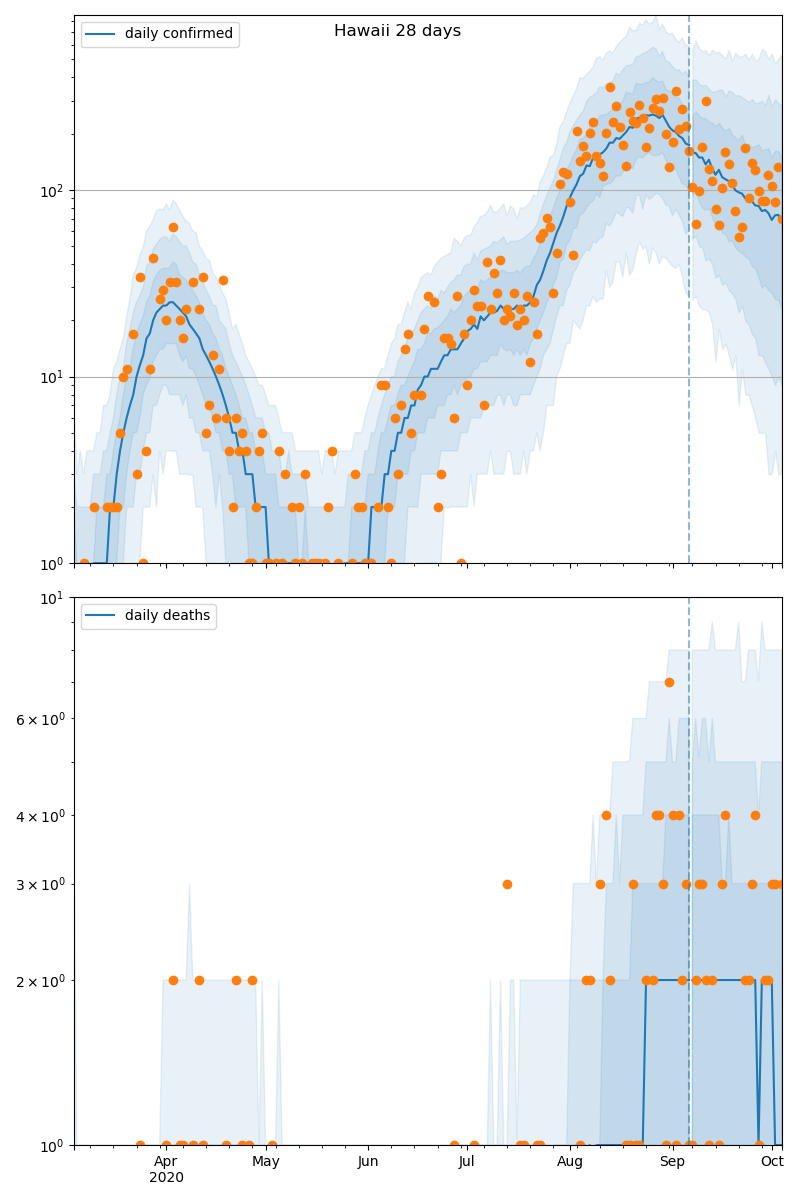 Hawaii 28 days
daily confirmed
10²
10¹
10⁰
daily deaths
10¹
6 × 10⁰
4 × 10⁰
3 × 10⁰
2 × 10⁰
10⁰
Apr May Jun Jul Aug Sep Oct
2020